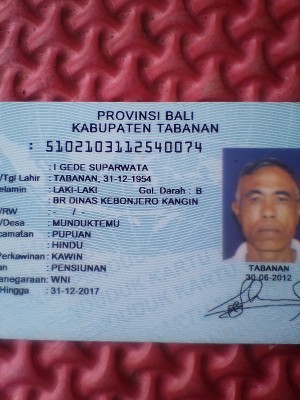 PROVINSI BALI
KABUPATEN TABANAN
: 5102103112540074
: I GEDE SUPARWATA
/Tgl Lahir : TABANAN, 31-12-1954
elamin : LAKI-LAKI Gol. Darah : B
: BR DINAS KEBONJERO KANGIN
/RW : - / -
/Desa : MUNDUKTEMU
camatan : PUPUAN
: HINDU
Perkawinan : KAWIN
an : PENSIUNAN
anegaraan : WNI
Hingga : 31-12-2017
TABANAN
30-06-2012